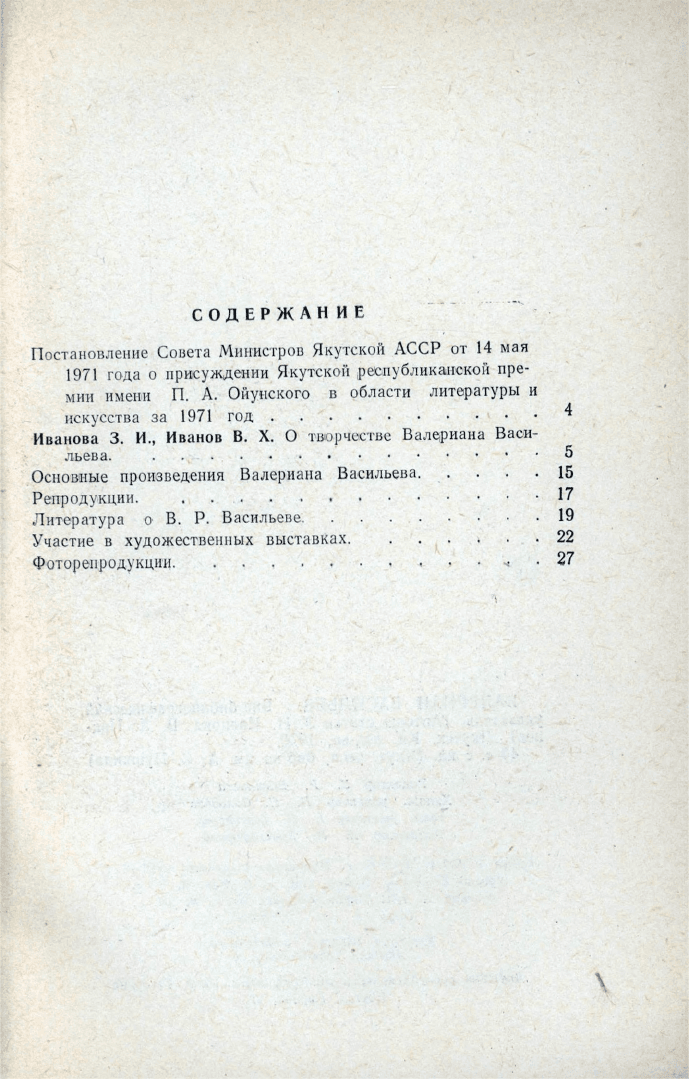 СОДЕРЖАНИЕ
Постановление Совета Министров Якутской АССР от 14 мая
1971 года о присуждении Якутской республиканской пре-
мии имени П. А. Ойунского в области литературы и
искусства за 1971 год . . . . . . . . . . 4
Иванова З. И., Иванов В. Х. О творчестве Валериана Васи-
льева. . . . . . . . . . . . 5
Основные произведения Валериана Васильева. . . . . 15
Репродукции. . . . . . . . . . . 17
Литература о В. Р. Васильеве. . . . . . . . 19
Участие в художественных выставках. . . . . . 22
Фоторепродукции. . . . . . . . . . 27